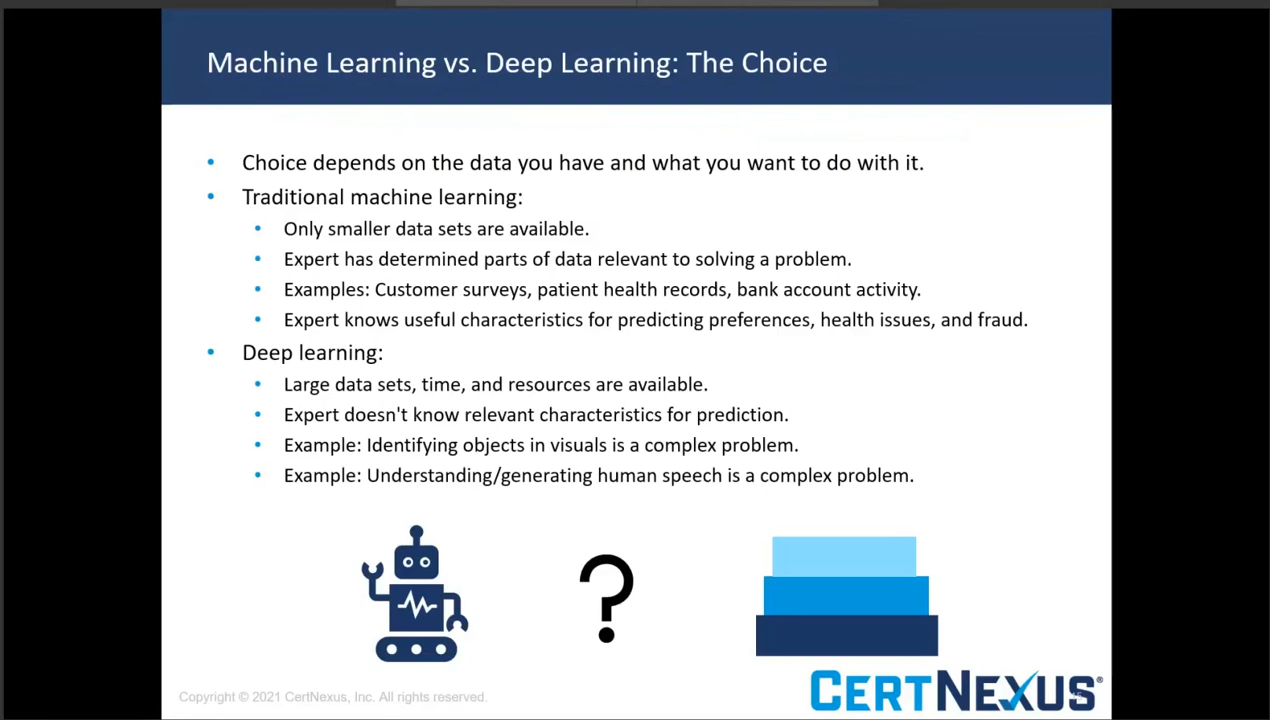 Machine Learning vs. Deep Learning: The Choice
• Choice depends on the data you have and what you want to do with it.
• Traditional machine learning:
• Only smaller data sets are available.
• Expert has determined parts of data relevant to solving a problem.
• Examples: Customer surveys, patient health records, bank account activity.
• Expert knows useful characteristics for predicting preferences, health issues, and fraud.
• Deep learning:
• Large data sets, time, and resources are available.
• Expert doesn't know relevant characteristics for prediction.
• Example: Identifying objects in visuals is a complex problem.
• Example: Understanding/generating human speech is a complex problem.
?
Copyright © 2021 CertNexus, Inc. All rights reserved.
CERTNEXUS®